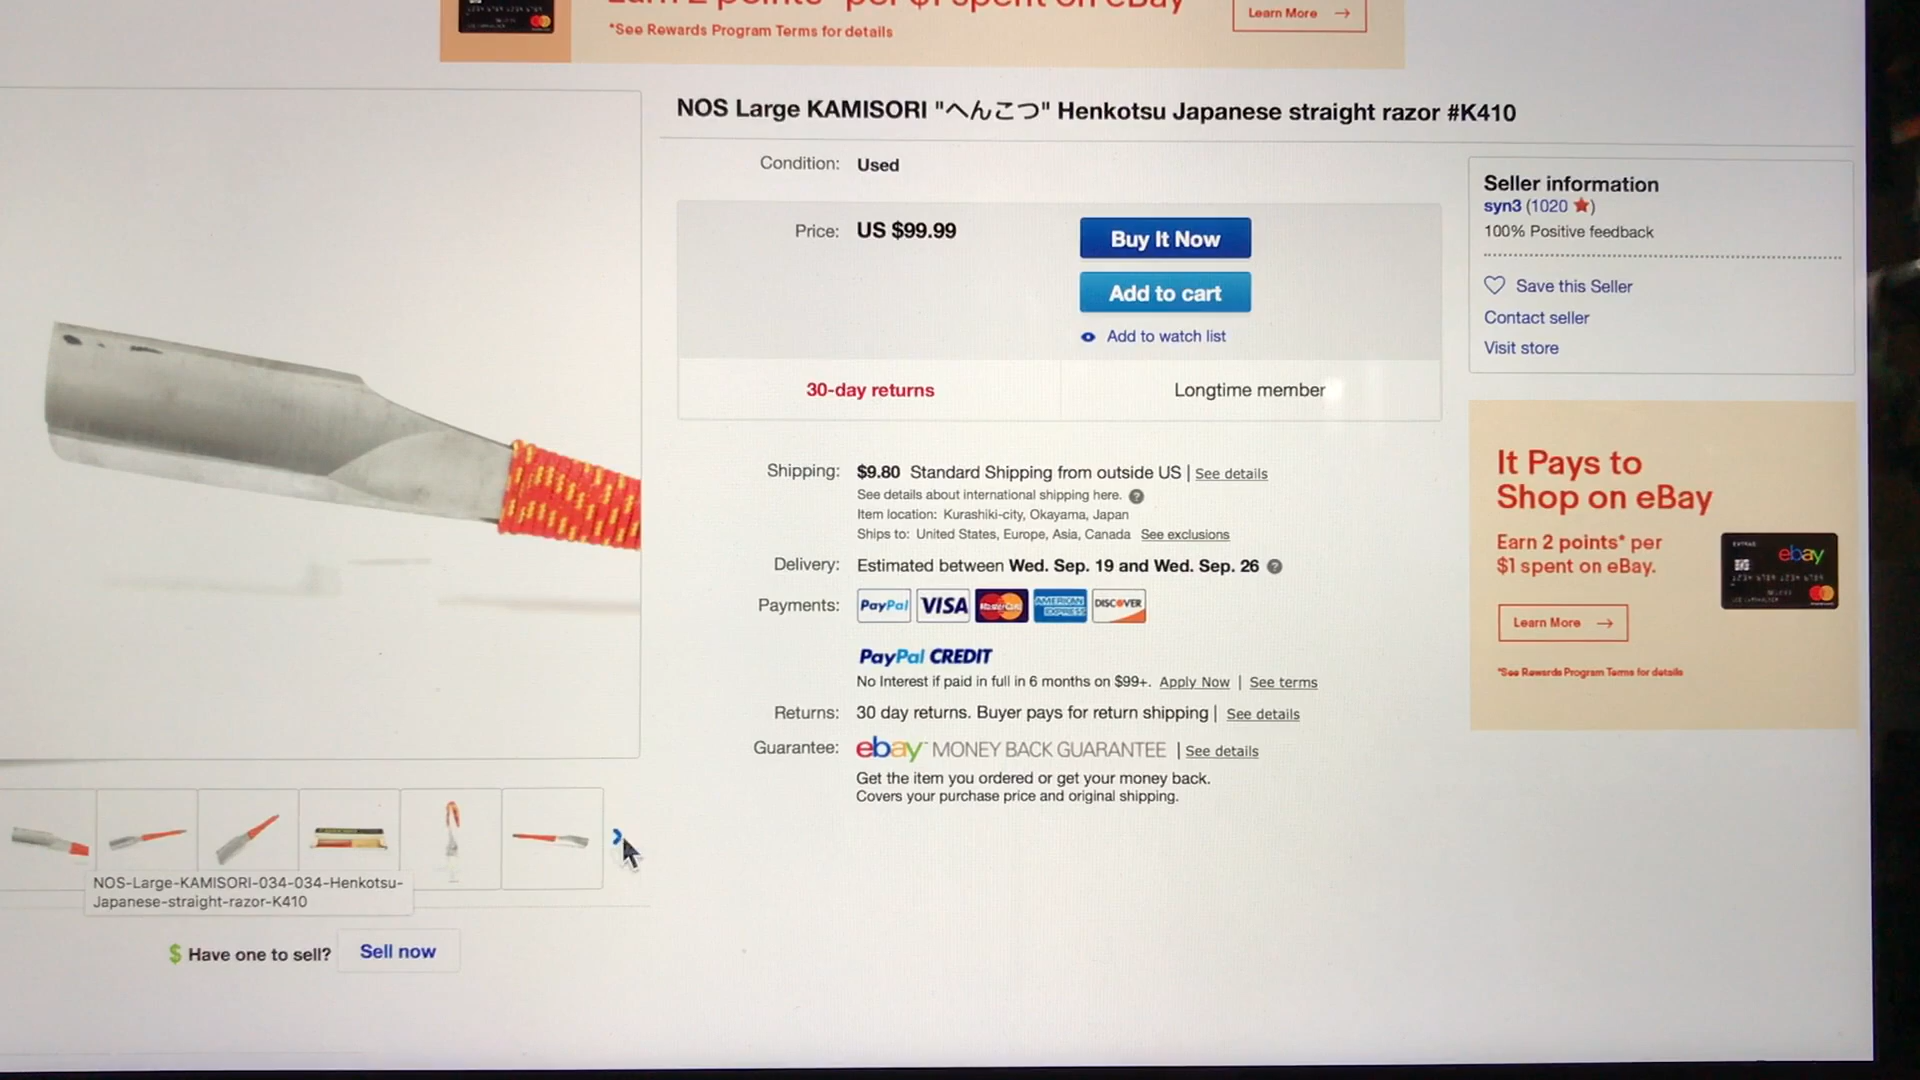 *See Rewards Program Terms for details
Learn More →
NOS Large KAMISORI "へんこつ" Henkotsu Japanese straight razor #K410
Condition: Used
Price: US $99.99
Buy It Now
Add to cart
Add to watch list
30-day returns
Longtime member
Shipping: $9.80 Standard Shipping from outside US | See details
See details about international shipping here. ?
Item location: Kurashiki-city, Okayama, Japan
Ships to: United States, Europe, Asia, Canada See exclusions
Delivery: Estimated between Wed. Sep. 19 and Wed. Sep. 26 ?
Payments: PayPal VISA MasterCard AMERICAN EXPRESS DISCOVER
PayPal CREDIT
No Interest if paid in full in 6 months on $99+. Apply Now | See terms
Returns: 30 day returns. Buyer pays for return shipping | See details
Guarantee: ebay MONEY BACK GUARANTEE | See details
Get the item you ordered or get your money back.
Covers your purchase price and original shipping.
Seller information
syn3 (1020 ★)
100% Positive feedback
Save this Seller
Contact seller
Visit store
It Pays to
Shop on eBay
Earn 2 points* per
$1 spent on eBay.
ebay
Learn More →
*See Rewards Program Terms for details
NOS-Large-KAMISORI-034-034-Henkotsu-
Japanese-straight-razor-K410
$ Have one to sell? Sell now